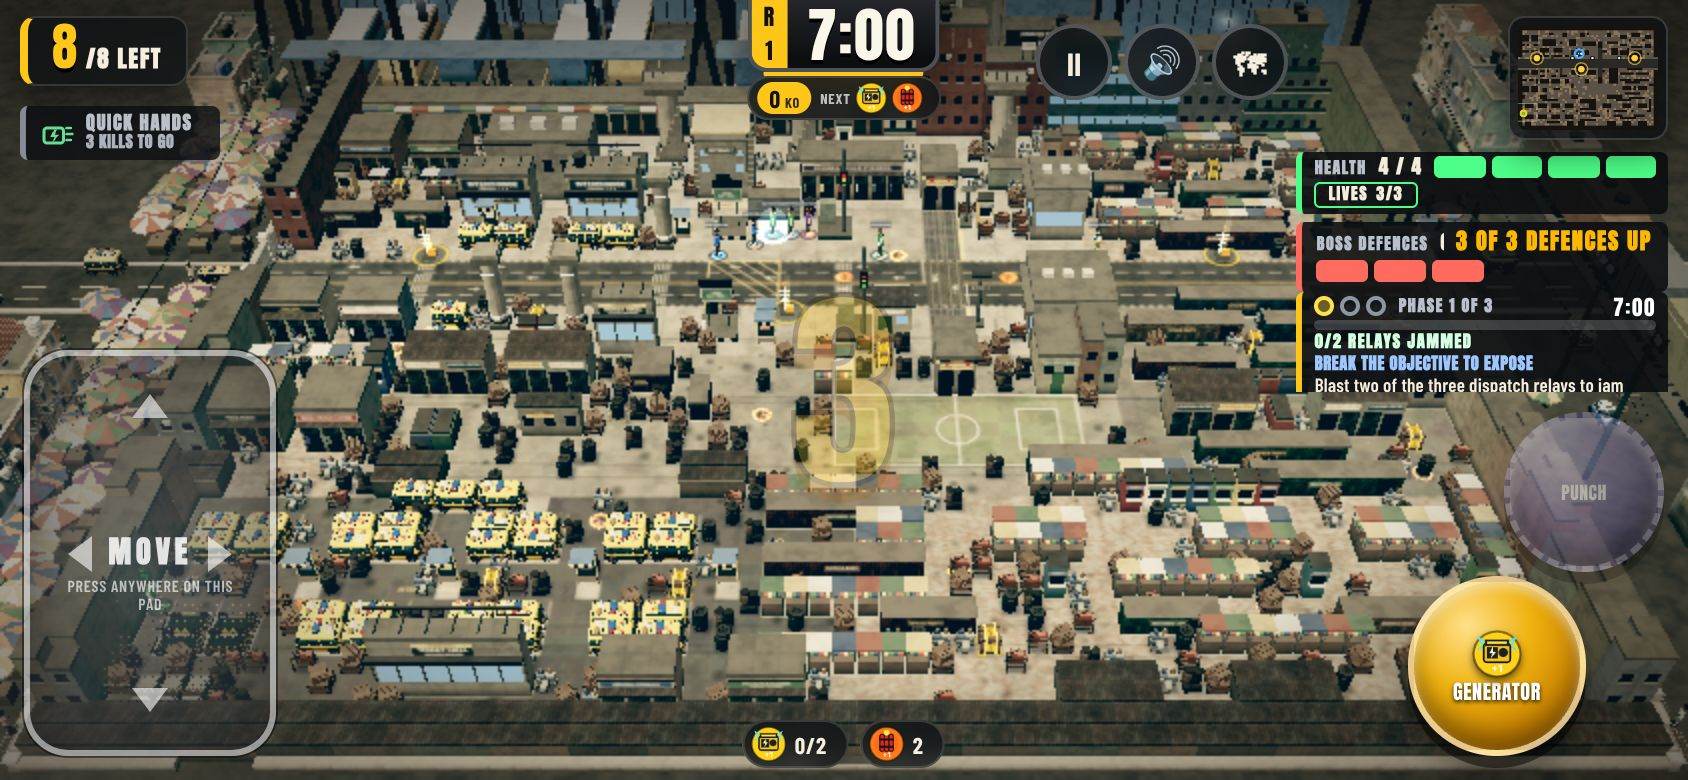 8/8 LEFT
QUICK HANDS
3 KILLS TO GO
R 1
7:00
0 KO NEXT
HEALTH 4 / 4
LIVES 3/3
BOSS DEFENCES
3 OF 3 DEFENCES UP
PHASE 1 OF 3 7:00
0/2 RELAYS JAMMED
BREAK THE OBJECTIVE TO EXPOSE
Blast two of the three dispatch relays to jam
3
MOVE
PRESS ANYWHERE ON THIS
PAD
PUNCH
+1
GENERATOR
0/2
2